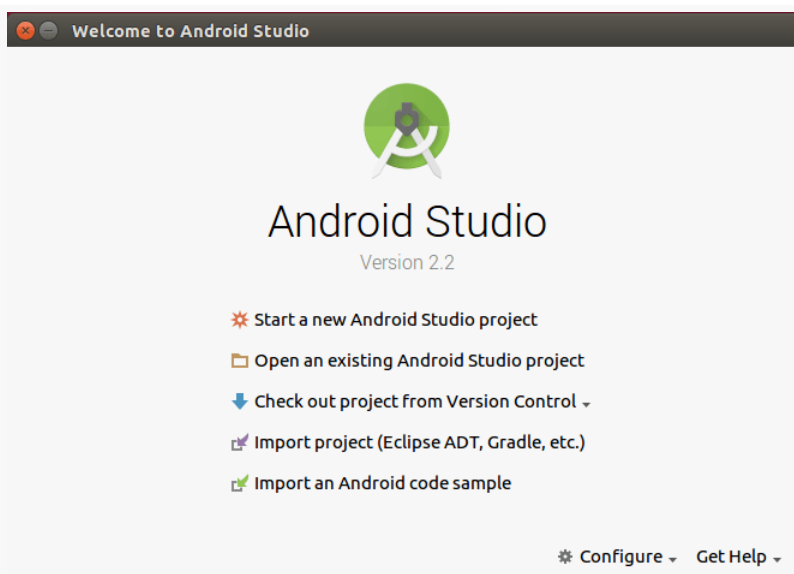 Welcome to Android Studio
Android Studio
Version 2.2
Start a new Android Studio project
Open an existing Android Studio project
Check out project from Version Control
Import project (Eclipse ADT, Gradle, etc.)
Import an Android code sample
Configure Get Help